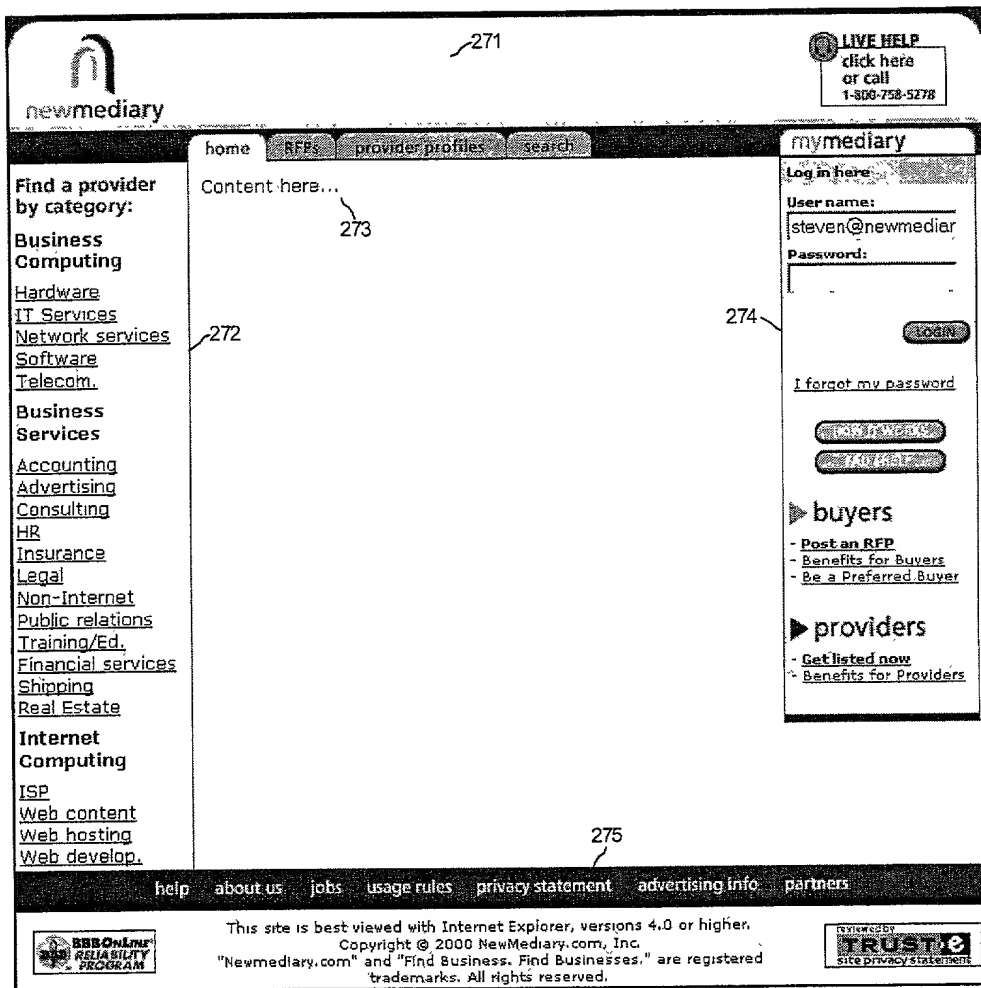 271
LIVE HELP
click here
or call
1-800-758-5278
newmediary
home RFPs provider profiles search
mymediary
Find a provider
by category:
Business
Computing
Hardware
IT Services
Network services
Software
Telecom.
Business
Services
Accounting
Advertising
Consulting
HR
Insurance
Legal
Non-Internet
Public relations
Training/Ed.
Financial services
Shipping
Real Estate
Internet
Computing
ISP
Web content
Web hosting
Web develop.
272
Content here...
273
Log in here
User name:
steven@newmediar
Password:
274
LOGIN
I forgot my password
HOW IT WORKS
buyers
- Post an RFP
- Benefits for Buyers
- Be a Preferred Buyer
providers
- Get listed now
- Benefits for Providers
275
help about us jobs usage rules privacy statement advertising info partners
BBBOnLine
RELIABILITY
PROGRAM
This site is best viewed with Internet Explorer, versions 4.0 or higher.
Copyright @ 2000 NewMediary.com, Inc.
"Newmediary.com" and "Find Business. Find Businesses." are registered
trademarks. All rights reserved.
reviewed by
TRUSTe
site privacy statement